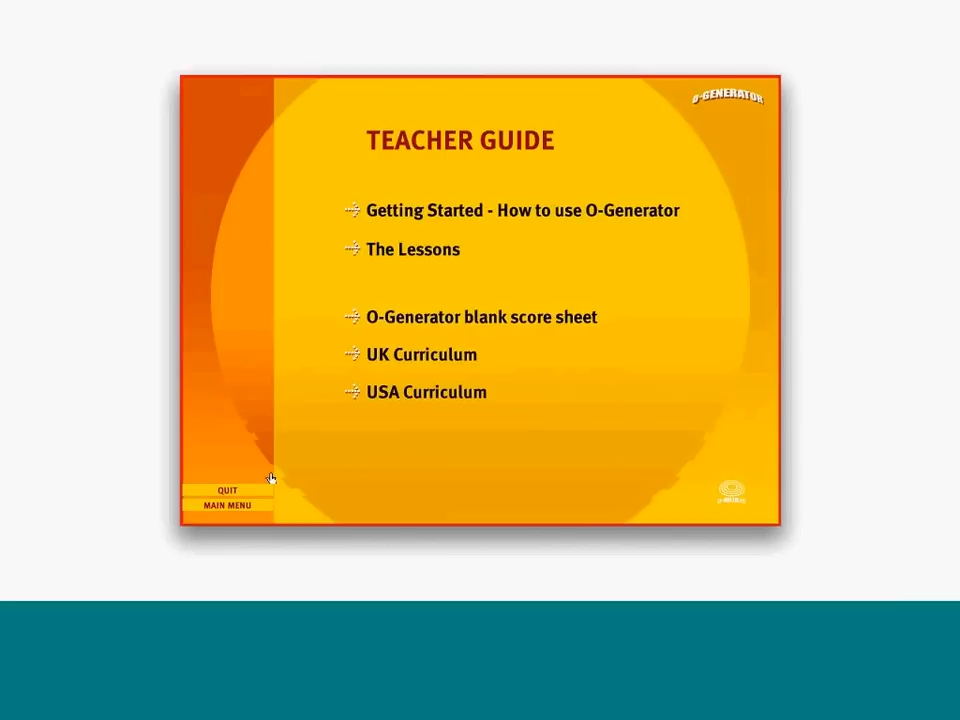 O-GENERATOR
TEACHER GUIDE
Getting Started - How to use O-Generator
The Lessons
O-Generator blank score sheet
UK Curriculum
USA Curriculum
QUIT
MAIN MENU